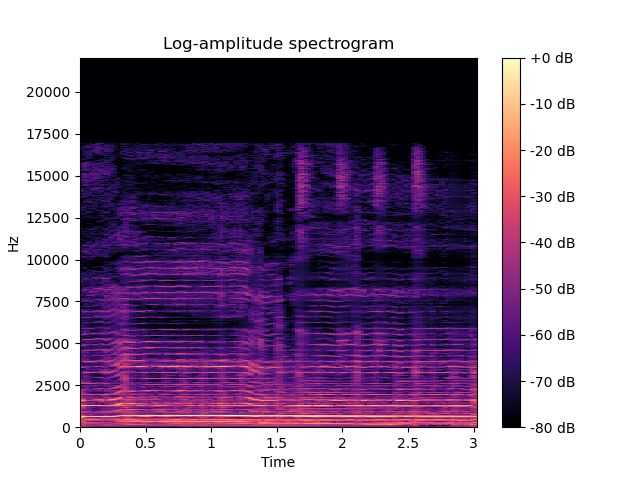 Log-amplitude spectrogram
Hz
20000
17500
15000
12500
10000
7500
5000
2500
0
0 0.5 1 1.5 2 2.5 3
Time
+0 dB
-10 dB
-20 dB
-30 dB
-40 dB
-50 dB
-60 dB
-70 dB
-80 dB